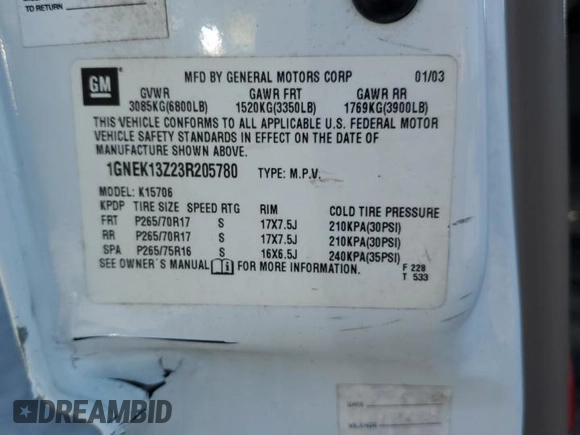 TO RETURN
GM
MFD BY GENERAL MOTORS CORP 01/03
GVWR GAWR FRT GAWR RR
3085KG(6800LB) 1520KG(3350LB) 1769KG(3900LB)
THIS VEHICLE CONFORMS TO ALL APPLICABLE U.S. FEDERAL MOTOR
VEHICLE SAFETY STANDARDS IN EFFECT ON THE DATE OF
MANUFACTURE SHOWN ABOVE.
1GNEK13Z23R205780 TYPE: M.P.V.
MODEL: K15706
KPDP TIRE SIZE SPEED RTG RIM COLD TIRE PRESSURE
FRT P265/70R17 S 17X7.5J 210KPA(30PSI)
RR P265/70R17 S 17X7.5J 210KPA(30PSI)
SPA P265/75R16 S 16X6.5J 240KPA(35PSI)
SEE OWNER'S MANUAL i FOR MORE INFORMATION.
F 228
T 533
DREAMBID